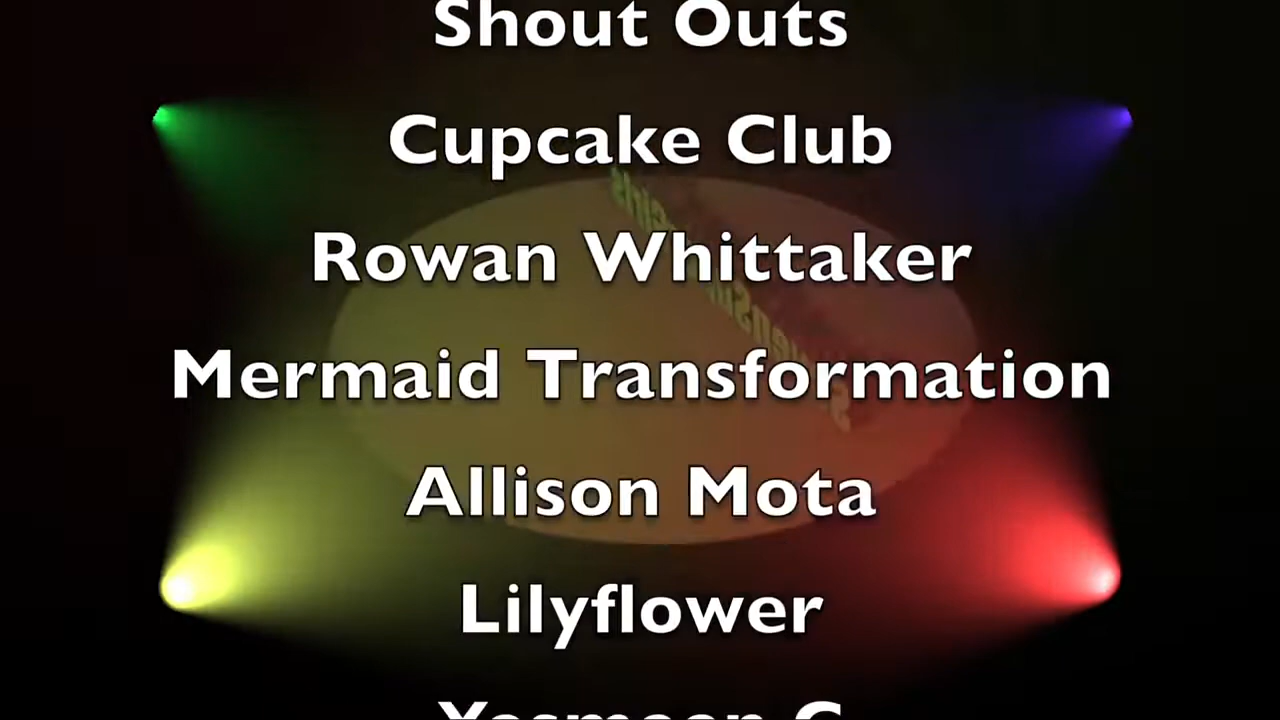 Shout Outs
Cupcake Club
Rowan Whittaker
Mermaid Transformation
Allison Mota
Lilyflower